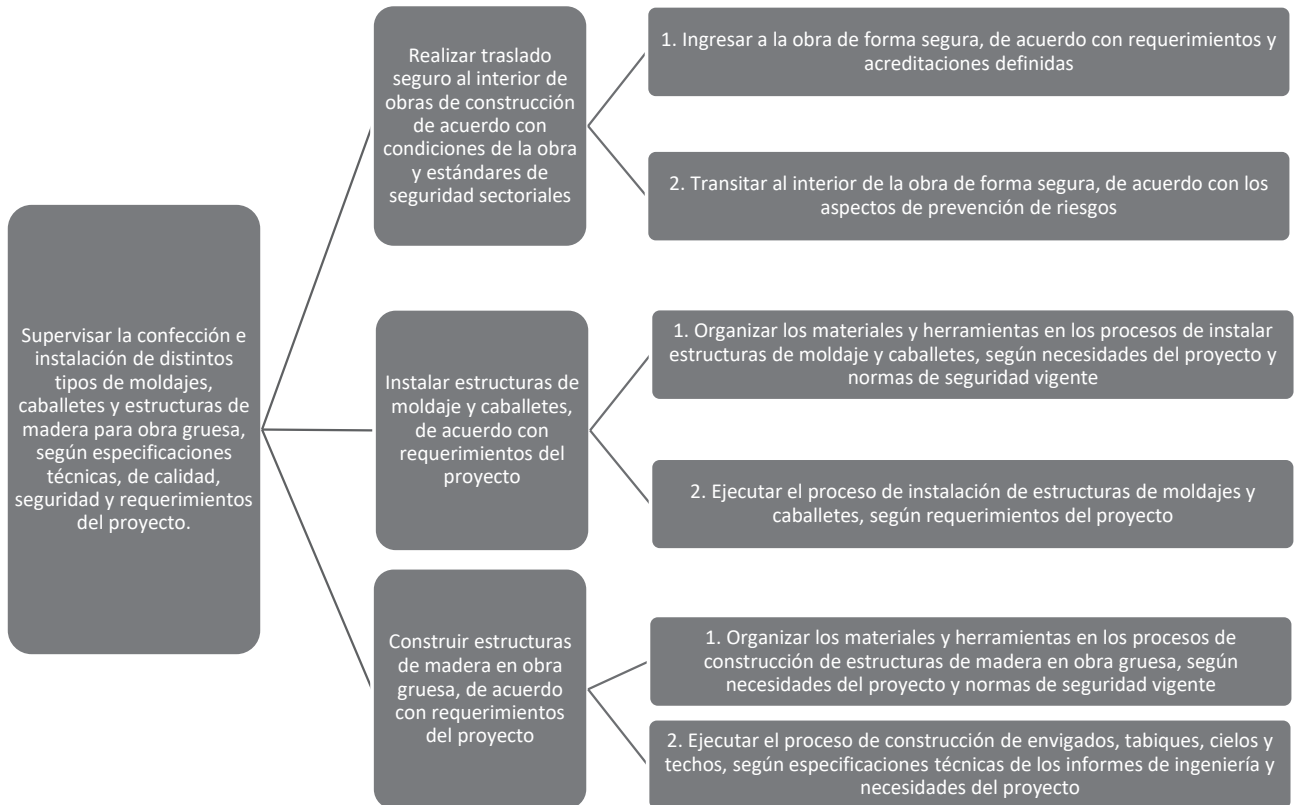 Supervisar la confección e
instalación de distintos
tipos de moldajes,
caballetes y estructuras de
madera para obra gruesa,
según especificaciones
técnicas, de calidad,
seguridad y requerimientos
del proyecto.
Realizar traslado
seguro al interior de
obras de construcción
de acuerdo con
condiciones de la obra
y estándares de
seguridad sectoriales
1. Ingresar a la obra de forma segura, de acuerdo con requerimientos y
acreditaciones definidas
2. Transitar al interior de la obra de forma segura, de acuerdo con los
aspectos de prevención de riesgos
Instalar estructuras de
moldaje y caballetes,
de acuerdo con
requerimientos del
proyecto
1. Organizar los materiales y herramientas en los procesos de instalar
estructuras de moldaje y caballetes, según necesidades del proyecto y
normas de seguridad vigente
2. Ejecutar el proceso de instalación de estructuras de moldajes y
caballetes, según requerimientos del proyecto
Construir estructuras
de madera en obra
gruesa, de acuerdo
con requerimientos
del proyecto
1. Organizar los materiales y herramientas en los procesos de
construcción de estructuras de madera en obra gruesa, según
necesidades del proyecto y normas de seguridad vigente
2. Ejecutar el proceso de construcción de envigados, tabiques, cielos y
techos, según especificaciones técnicas de los informes de ingeniería y
necesidades del proyecto